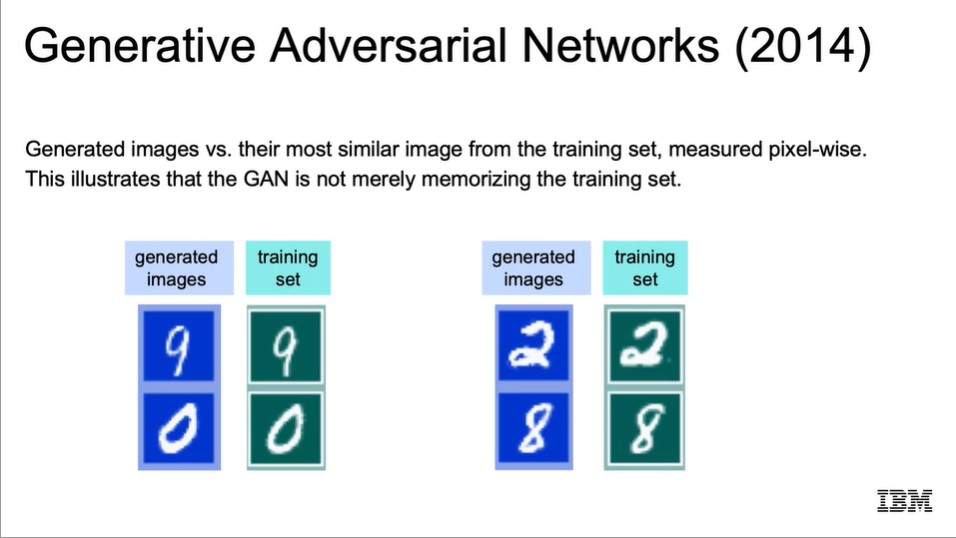 Generative Adversarial Networks (2014)
Generated images vs. their most similar image from the training set, measured pixel-wise.
This illustrates that the GAN is not merely memorizing the training set.
generated
images
training
set
generated
images
training
set
9 9 2 2
0 0 8 8
IBM